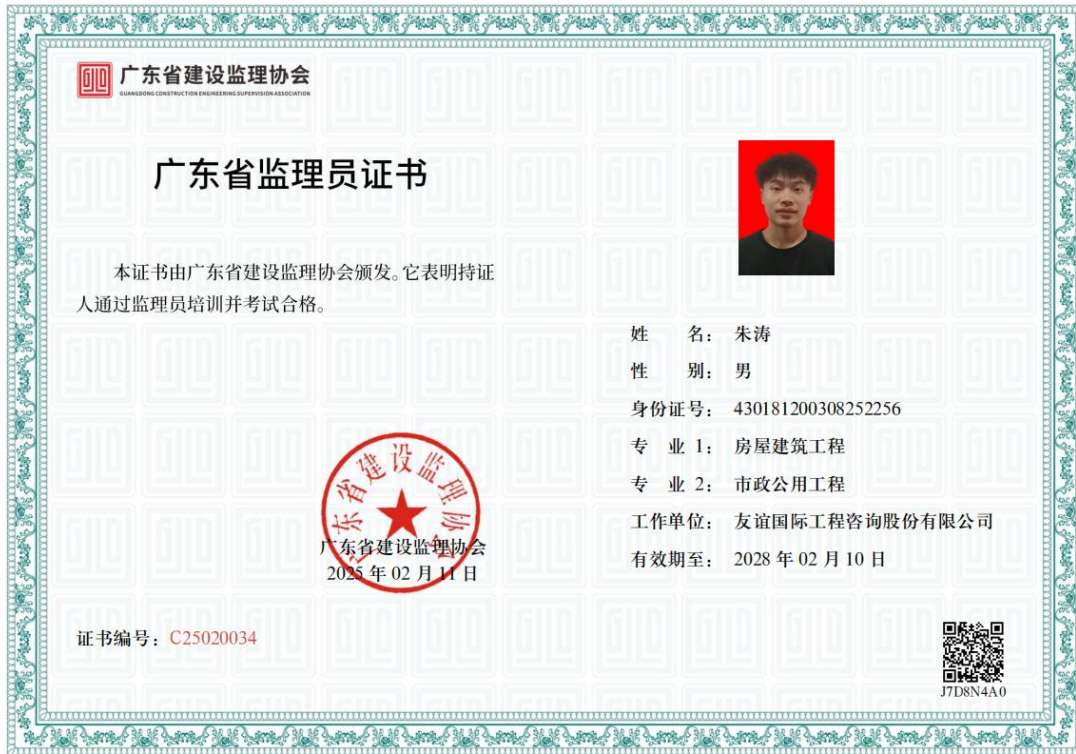 广东省建设监理协会
GUANGDONG CONSTRUCTION ENGINEERING SUPERVISION ASSOCIATION
广东省监理员证书
本证书由广东省建设监理协会颁发。它表明持证
人通过监理员培训并考试合格。
姓 名: 朱涛
性 别: 男
身份证号: 430181200308252256
专 业 1: 房屋建筑工程
专 业 2: 市政公用工程
工作单位: 友谊国际工程咨询股份有限公司
有效期至: 2028 年 02 月 10 日
广东省建设监理协会
广东省建设监理协会
2025 年 02 月 11 日
证书编号: C25020034
J7D8N4A0